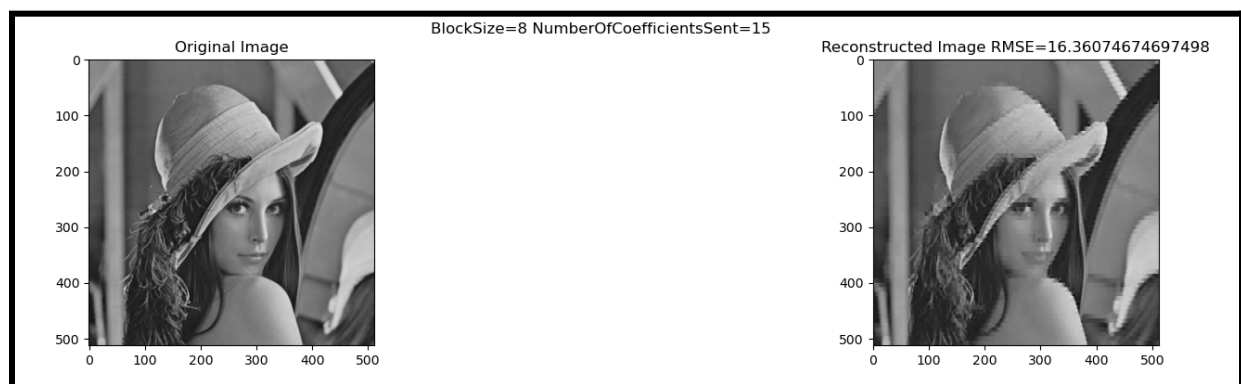 BlockSize=8 NumberOfCoefficientsSent=15
Original Image
Reconstructed Image RMSE=16.36074674697498
0
100
200
300
400
500
0 100 200 300 400 500
0
100
200
300
400
500
0 100 200 300 400 500